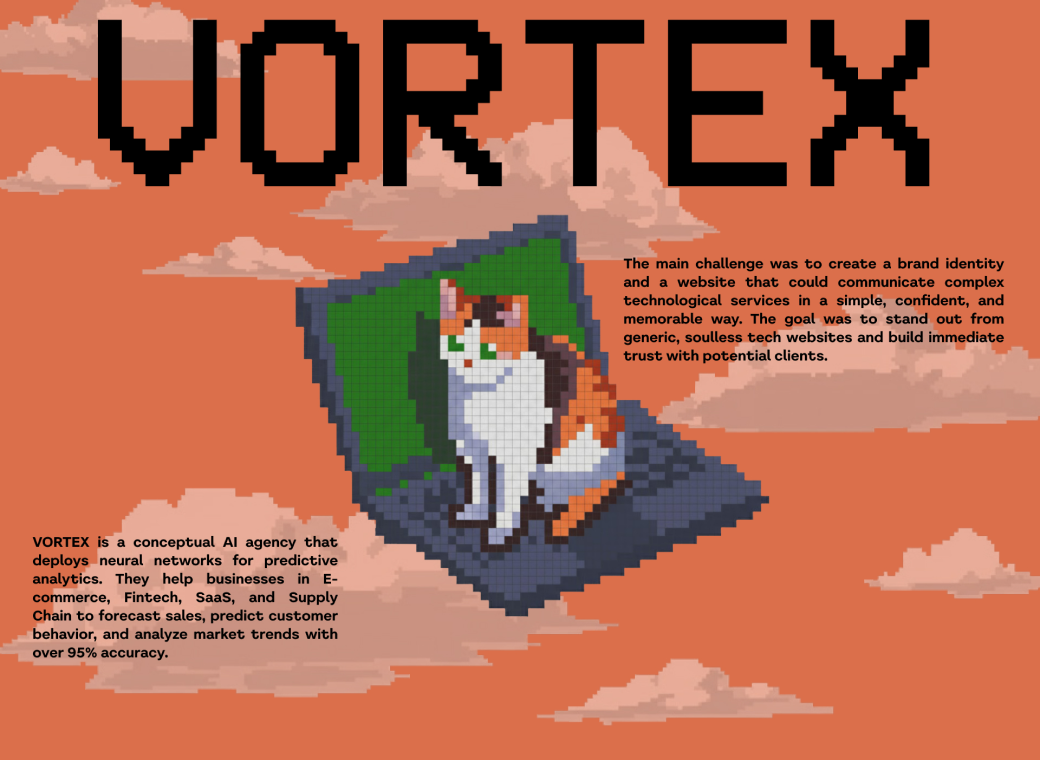 VORTEX
The main challenge was to create a brand identity
and a website that could communicate complex
technological services in a simple, confident, and
memorable way. The goal was to stand out from
generic, soulless tech websites and build immediate
trust with potential clients.
VORTEX is a conceptual AI agency that
deploys neural networks for predictive
analytics. They help businesses in E-
commerce, Fintech, SaaS, and Supply
Chain to forecast sales, predict customer
behavior, and analyze market trends with
over 95% accuracy.